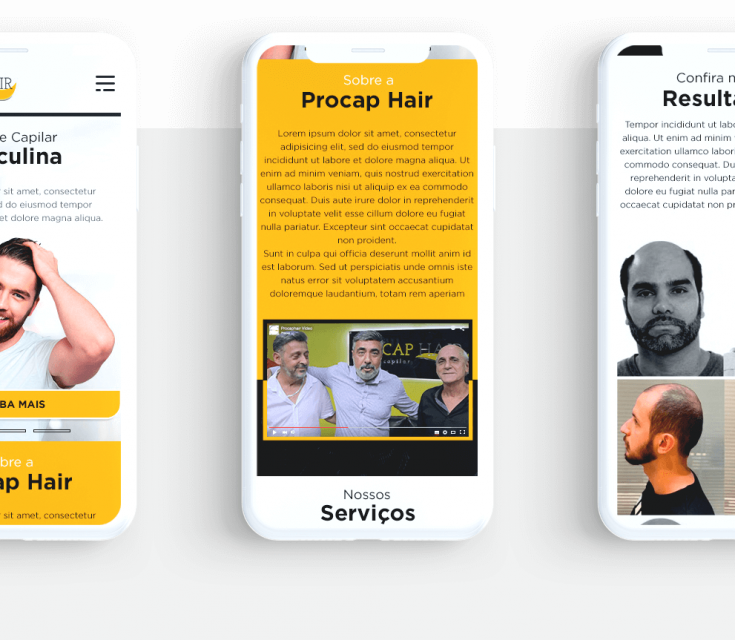 IR
e Capilar
culina
sit amet, consectetur
d do eiusmod tempor
et dolore magna aliqua.
BA MAIS
bre a
ap Hair
sit amet, consectetur
Sobre a
Procap Hair
Lorem ipsum dolor sit amet, consectetur
adipisicing elit, sed do eiusmod tempor
incididunt ut labore et dolore magna aliqua. Ut
enim ad minim veniam, quis nostrud exercitation
ullamco laboris nisi ut aliquip ex ea commodo
consequat. Duis aute irure dolor in reprehenderit
in voluptate velit esse cillum dolore eu fugiat
nulla pariatur. Excepteur sint occaecat cupidatat
non proident.
Sunt in culpa qui officia deserunt mollit anim id
est laborum. Sed ut perspiciatis unde omnis iste
natus error sit voluptatem accusantium
doloremque laudantium, totam rem aperiam
CAP HAIR
capilar.
Nossos
Serviços
Confira n
Result
Tempor incididunt ut lab
aliqua. Ut enim ad minim
exercitation ullamco labori
commodo consequat. Du
reprehenderit in volupta
dolore eu fugiat nulla par
occaecat cupidatat non pr